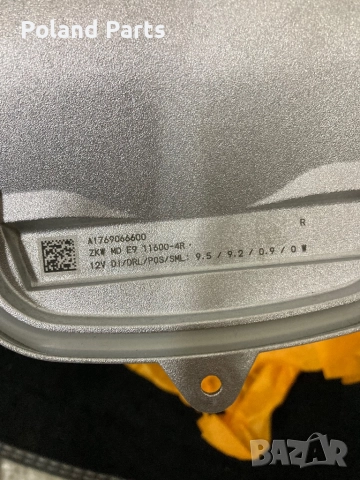 Poland Parts
R
A1769066600
ZKW MO E9 11600-4R
12V DI/DRL/POS/SML: 9.5 / 9.2 / 0.9 / 0 W
BAZAR